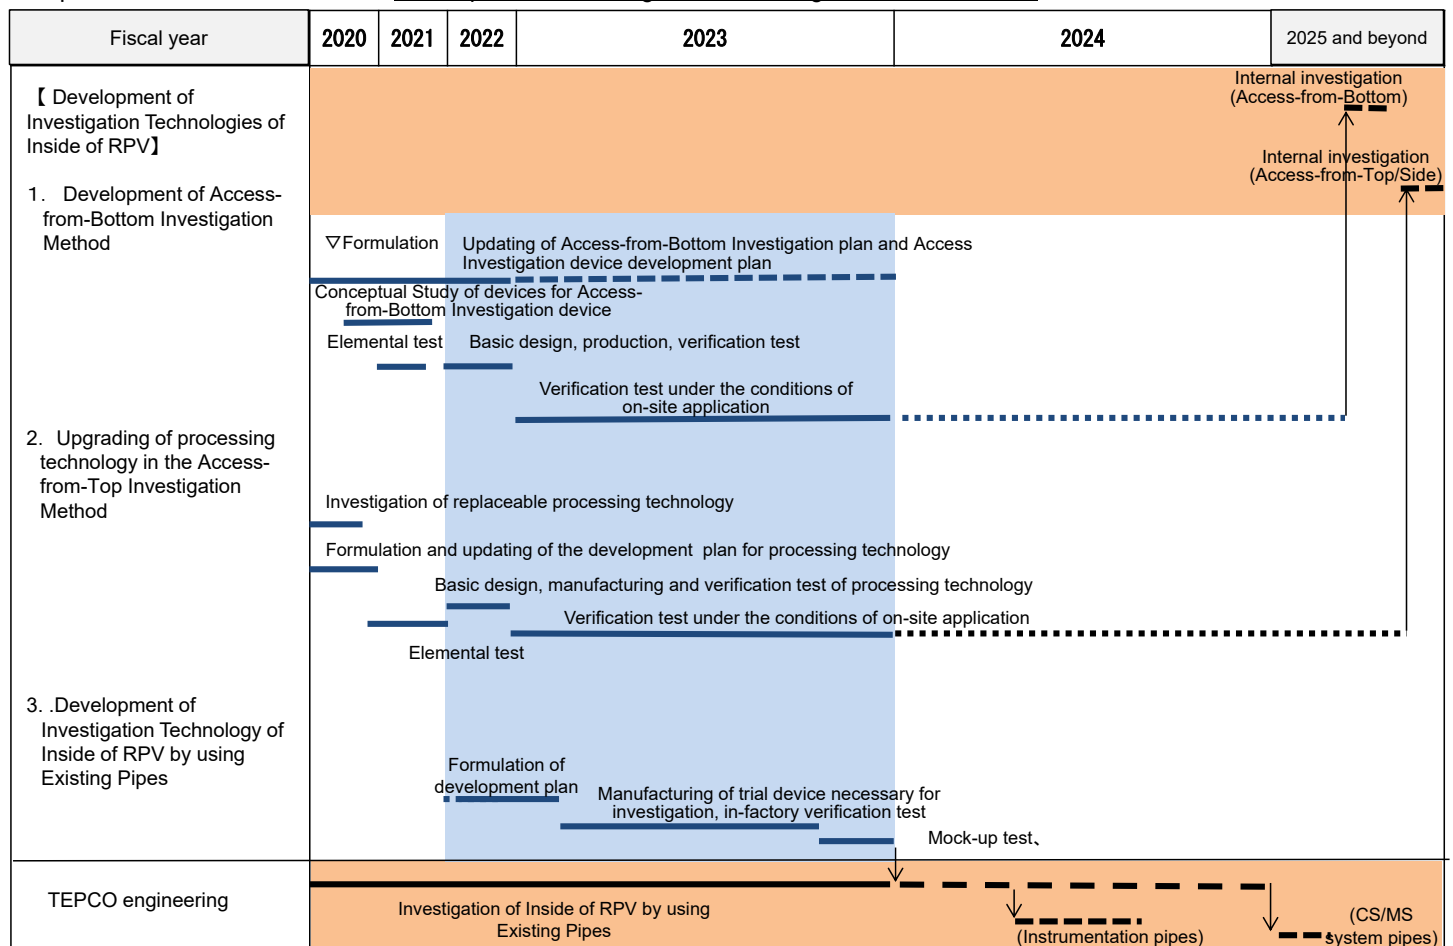 Fiscal year
2020
2021
2022
2023
2024
2025 and beyond
【 Development of
Investigation Technologies of
Inside of RPV】
1. Development of Access-
from-Bottom Investigation
Method
2. Upgrading of processing
technology in the Access-
from-Top Investigation
Method
3. .Development of
Investigation Technology of
Inside of RPV by using
Existing Pipes
TEPCO engineering
Internal investigation
(Access-from-Bottom)
Internal investigation
(Access-from-Top/Side)
▽Formulation
Updating of Access-from-Bottom Investigation plan and Access
Investigation device development plan
Conceptual Study of devices for Access-
from-Bottom Investigation device
Elemental test
Basic design, production, verification test
Verification test under the conditions of
on-site application
Investigation of replaceable processing technology
Formulation and updating of the development plan for processing technology
Basic design, manufacturing and verification test of processing technology
Verification test under the conditions of on-site application
Elemental test
Formulation of
development plan
Manufacturing of trial device necessary for
investigation, in-factory verification test
Mock-up test、
Investigation of Inside of RPV by using
Existing Pipes
(Instrumentation pipes)
(CS/MS
system pipes)